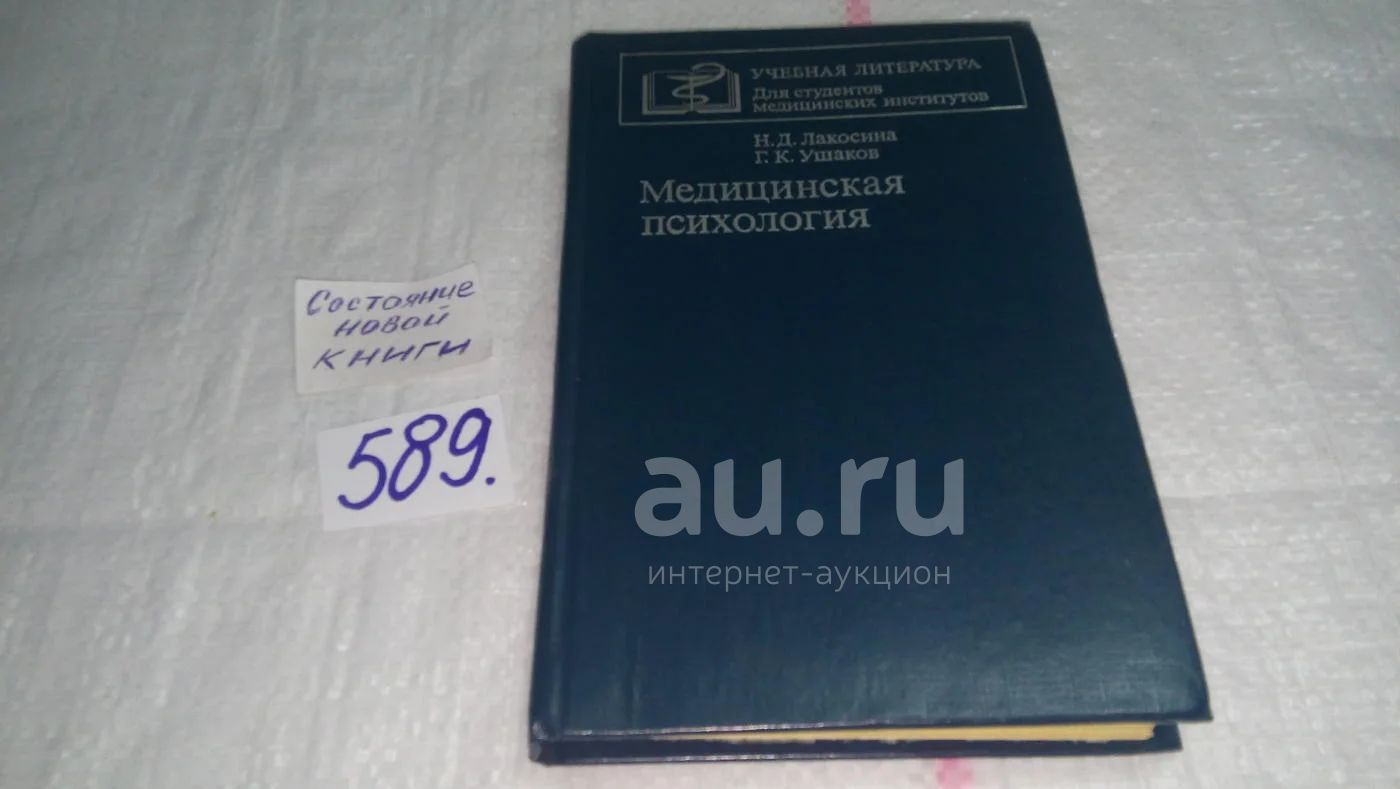 УЧЕБНАЯ ЛИТЕРАТУРА
Для студентов
медицинских институтов
Н. Д. Лакосина
Г. К. Ушаков
Медицинская
психология
Состояние
новой
книги
589.
au.ru
интернет-аукцион